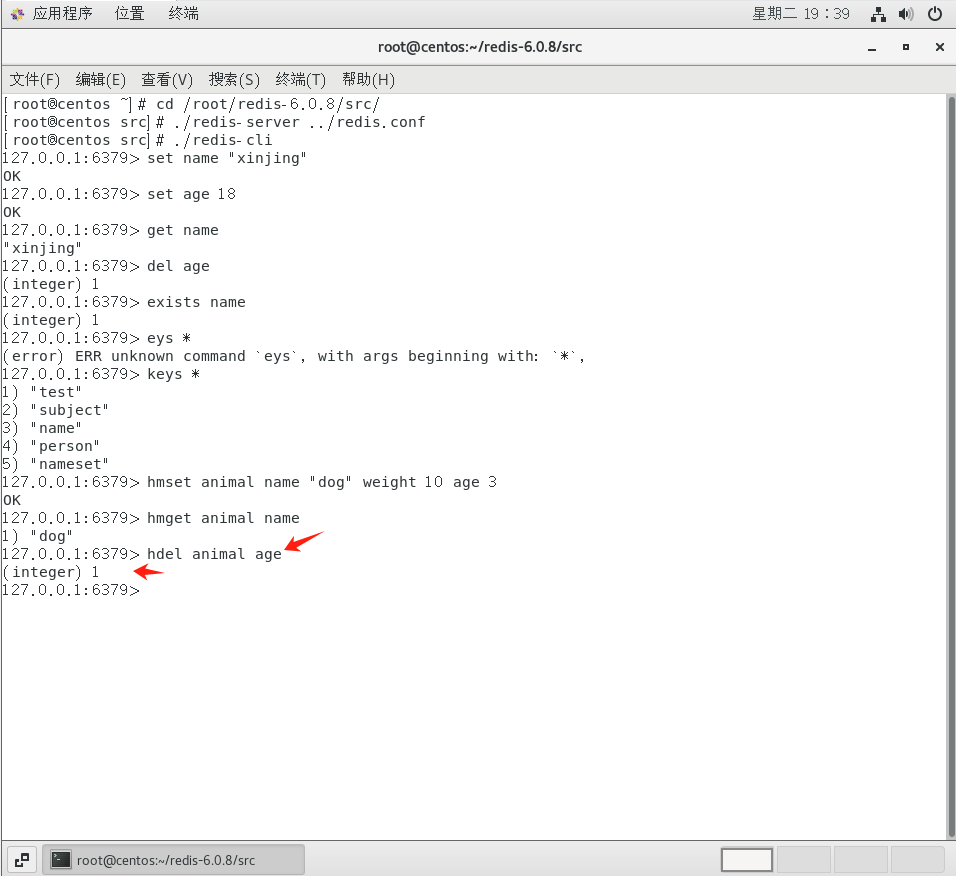 应用程序 位置 终端 星期二 19：39
root@centos:~/redis-6.0.8/src
文件(F) 编辑(E) 查看(V) 搜索(S) 终端(T) 帮助(H)
[root@centos ~]# cd /root/redis-6.0.8/src/
[root@centos src]# ./redis-server ../redis.conf
[root@centos src]# ./redis-cli
127.0.0.1:6379> set name "xinjing"
OK
127.0.0.1:6379> set age 18
OK
127.0.0.1:6379> get name
"xinjing"
127.0.0.1:6379> del age
(integer) 1
127.0.0.1:6379> exists name
(integer) 1
127.0.0.1:6379> eys *
(error) ERR unknown command `eys`, with args beginning with: `*`,
127.0.0.1:6379> keys *
1) "test"
2) "subject"
3) "name"
4) "person"
5) "nameset"
127.0.0.1:6379> hmset animal name "dog" weight 10 age 3
OK
127.0.0.1:6379> hmget animal name
1) "dog"
127.0.0.1:6379> hdel animal age
(integer) 1
127.0.0.1:6379>
root@centos:~/redis-6.0.8/src